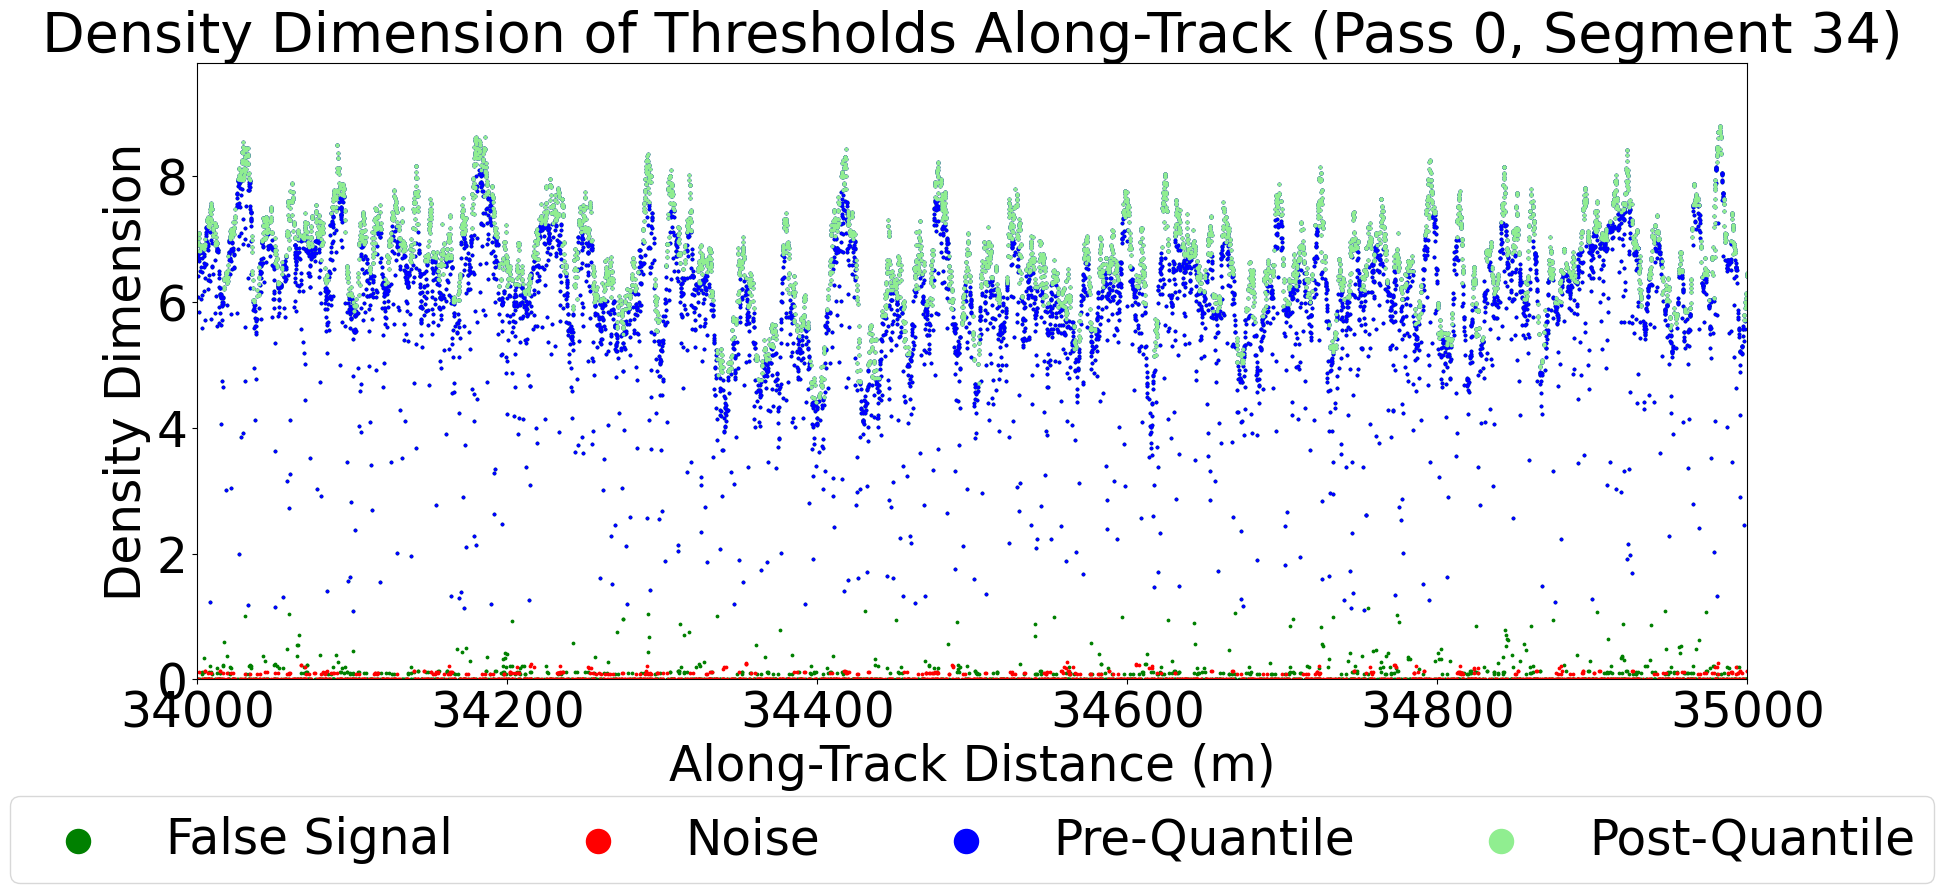 Density Dimension of Thresholds Along-Track (Pass 0, Segment 34)
Density Dimension
8
6
4
2
0
34000 34200 34400 34600 34800 35000
Along-Track Distance (m)
False Signal Noise Pre-Quantile Post-Quantile